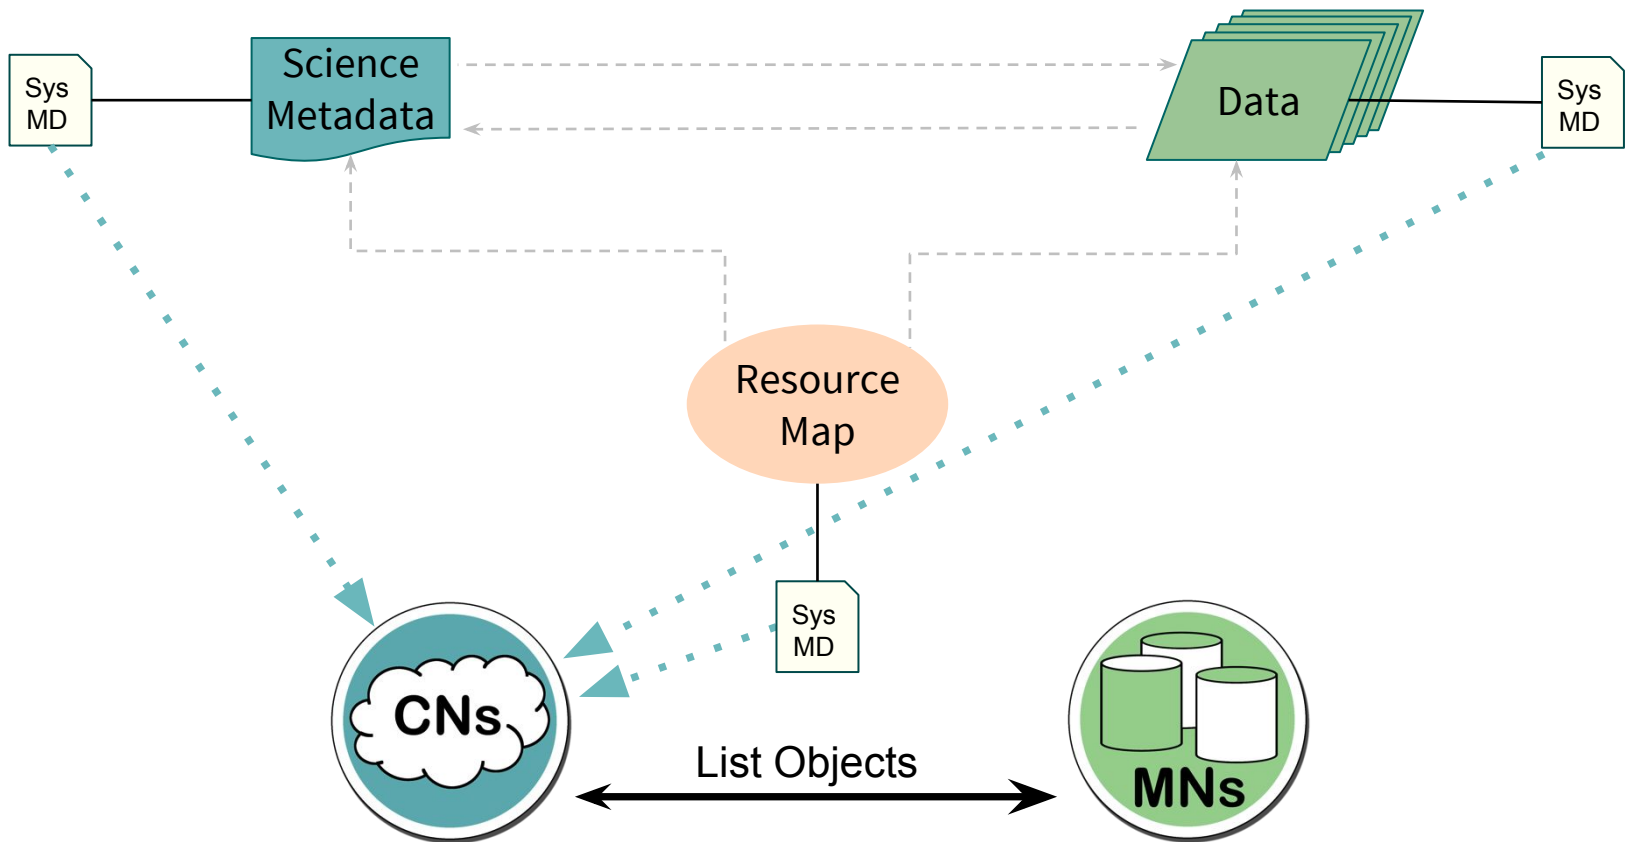 Sys
MD
Science
Metadata
Data
Sys
MD
Resource
Map
Sys
MD
CNs
List Objects
MNs